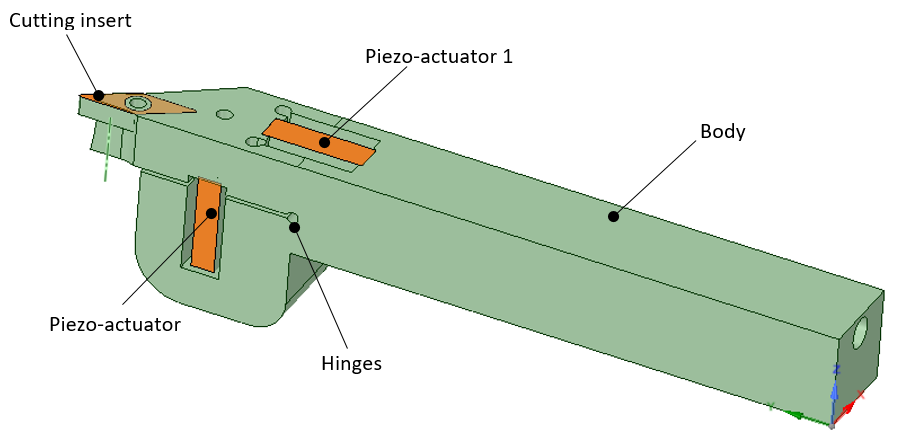 Cutting insert
Piezo-actuator 1
Body
Piezo-actuator
Hinges
Z
X
Y